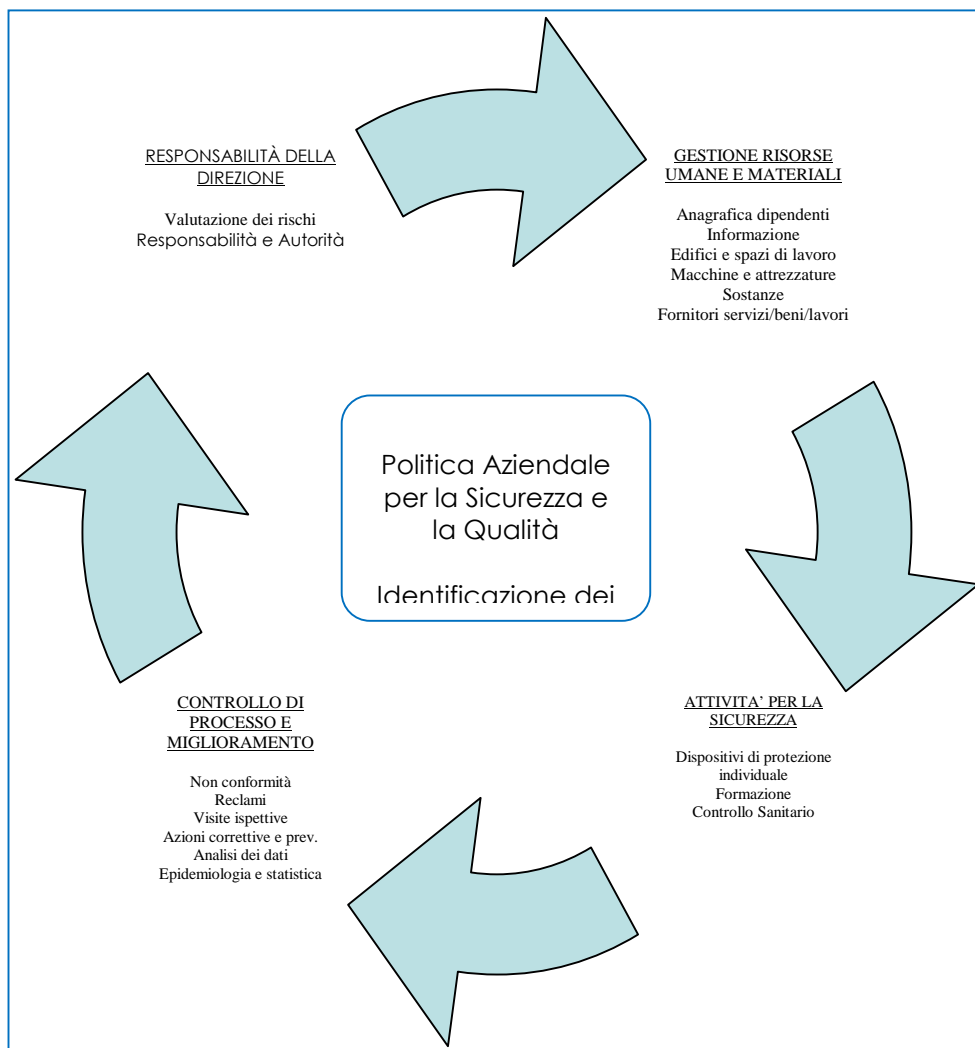 RESPONSABILITÀ DELLA
DIREZIONE
Valutazione dei rischi
Responsabilità e Autorità
GESTIONE RISORSE
UMANE E MATERIALI
Anagrafica dipendenti
Informazione
Edifici e spazi di lavoro
Macchine e attrezzature
Sostanze
Fornitori servizi/beni/lavori
Politica Aziendale
per la Sicurezza e
la Qualità
Identificazione dei
CONTROLLO DI
PROCESSO E
MIGLIORAMENTO
Non conformità
Reclami
Visite ispettive
Azioni correttive e prev.
Analisi dei dati
Epidemiologia e statistica
ATTIVITA’ PER LA
SICUREZZA
Dispositivi di protezione
individuale
Formazione
Controllo Sanitario